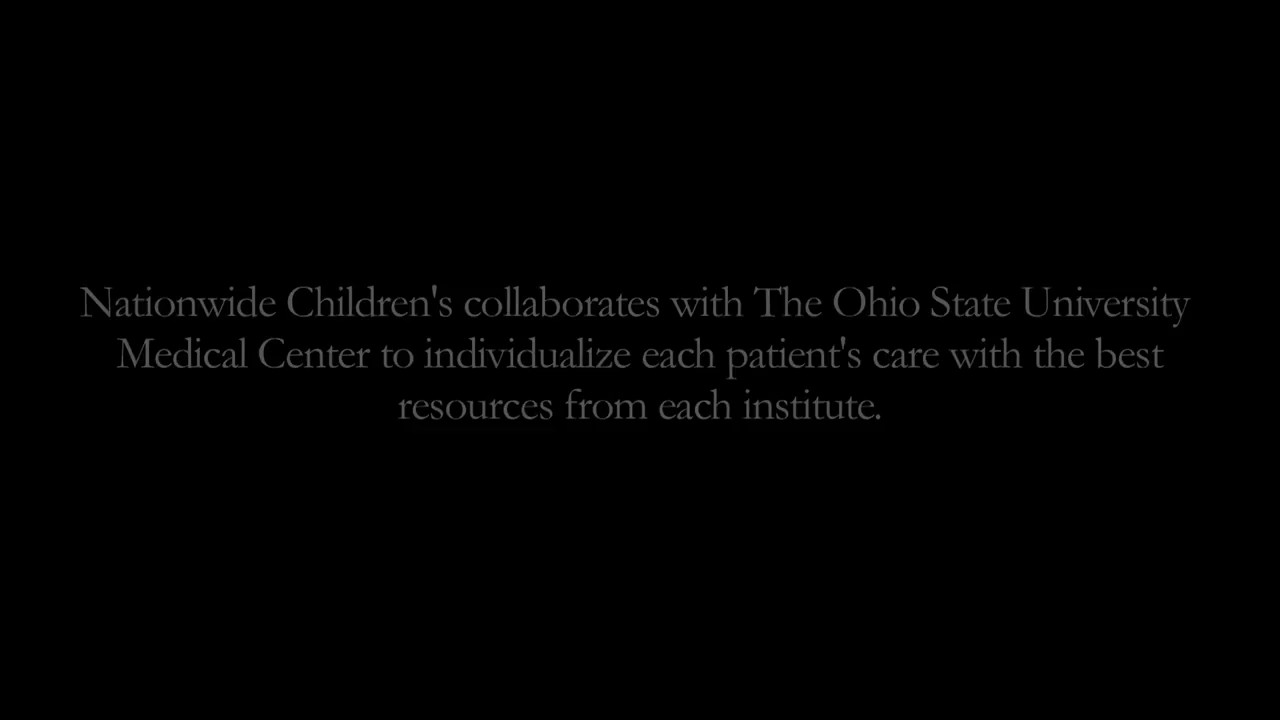 Nationwide Children's collaborates with The Ohio State University
Medical Center to individualize each patient's care with the best
resources from each institute.